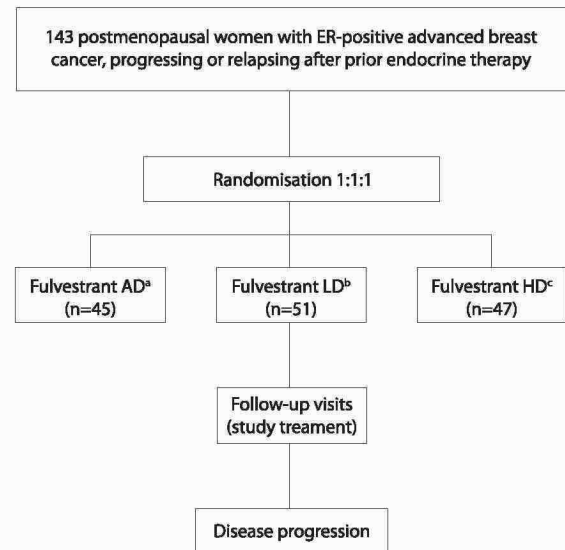 143 postmenopausal women with ER-positive advanced breast
cancer, progressing or relapsing after prior endocrine therapy
Randomisation 1:1:1
Fulvestrant ADᵃ
(n=45)
Fulvestrant LDᵇ
(n=51)
Fulvestrant HDᶜ
(n=47)
Follow-up visits
(study treament)
Disease progression